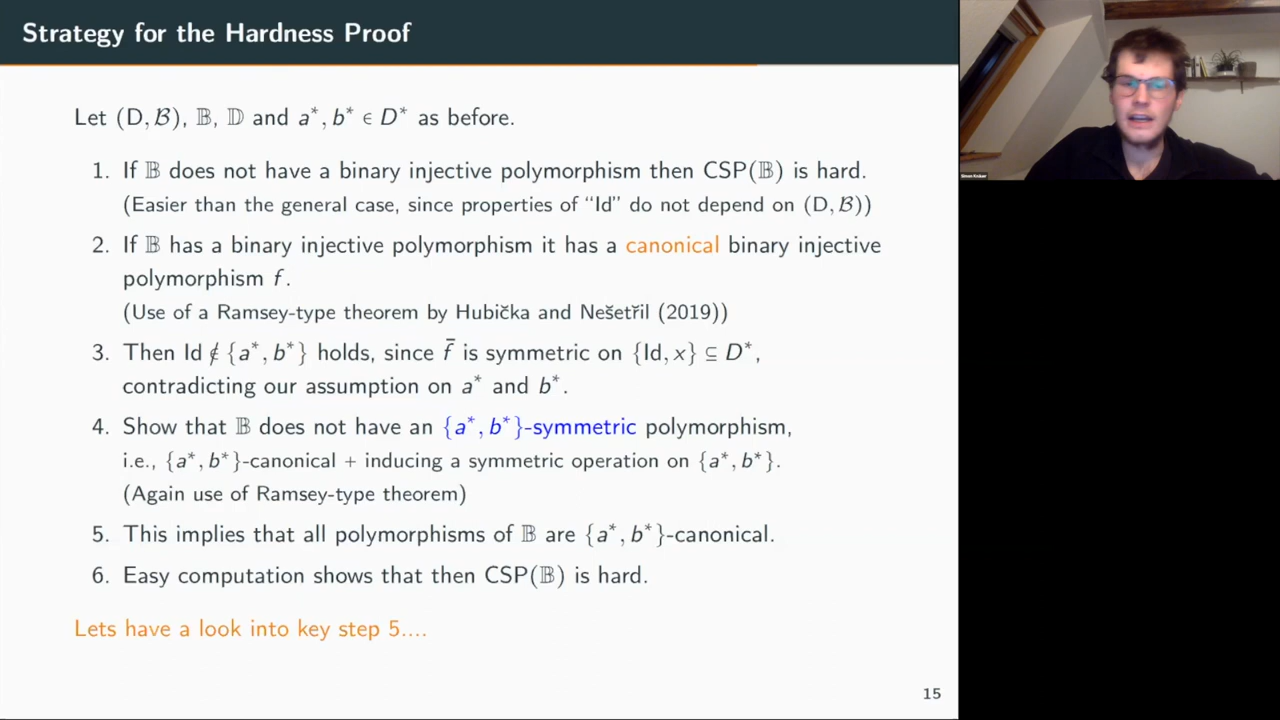 Strategy for the Hardness Proof
Let (D, ℬ), 𝔹, 𝔻 and a*, b* ∈ D* as before.
1. If 𝔹 does not have a binary injective polymorphism then CSP(𝔹) is hard.
(Easier than the general case, since properties of “Id” do not depend on (D, ℬ))
2. If 𝔹 has a binary injective polymorphism it has a canonical binary injective
polymorphism f.
(Use of a Ramsey-type theorem by Hubička and Nešetřil (2019))
3. Then Id ∉ {a*, b*} holds, since f̄ is symmetric on {Id, x} ⊆ D*,
contradicting our assumption on a* and b*.
4. Show that 𝔹 does not have an {a*, b*}-symmetric polymorphism,
i.e., {a*, b*}-canonical + inducing a symmetric operation on {a*, b*}.
(Again use of Ramsey-type theorem)
5. This implies that all polymorphisms of 𝔹 are {a*, b*}-canonical.
6. Easy computation shows that then CSP(𝔹) is hard.
Lets have a look into key step 5....
15